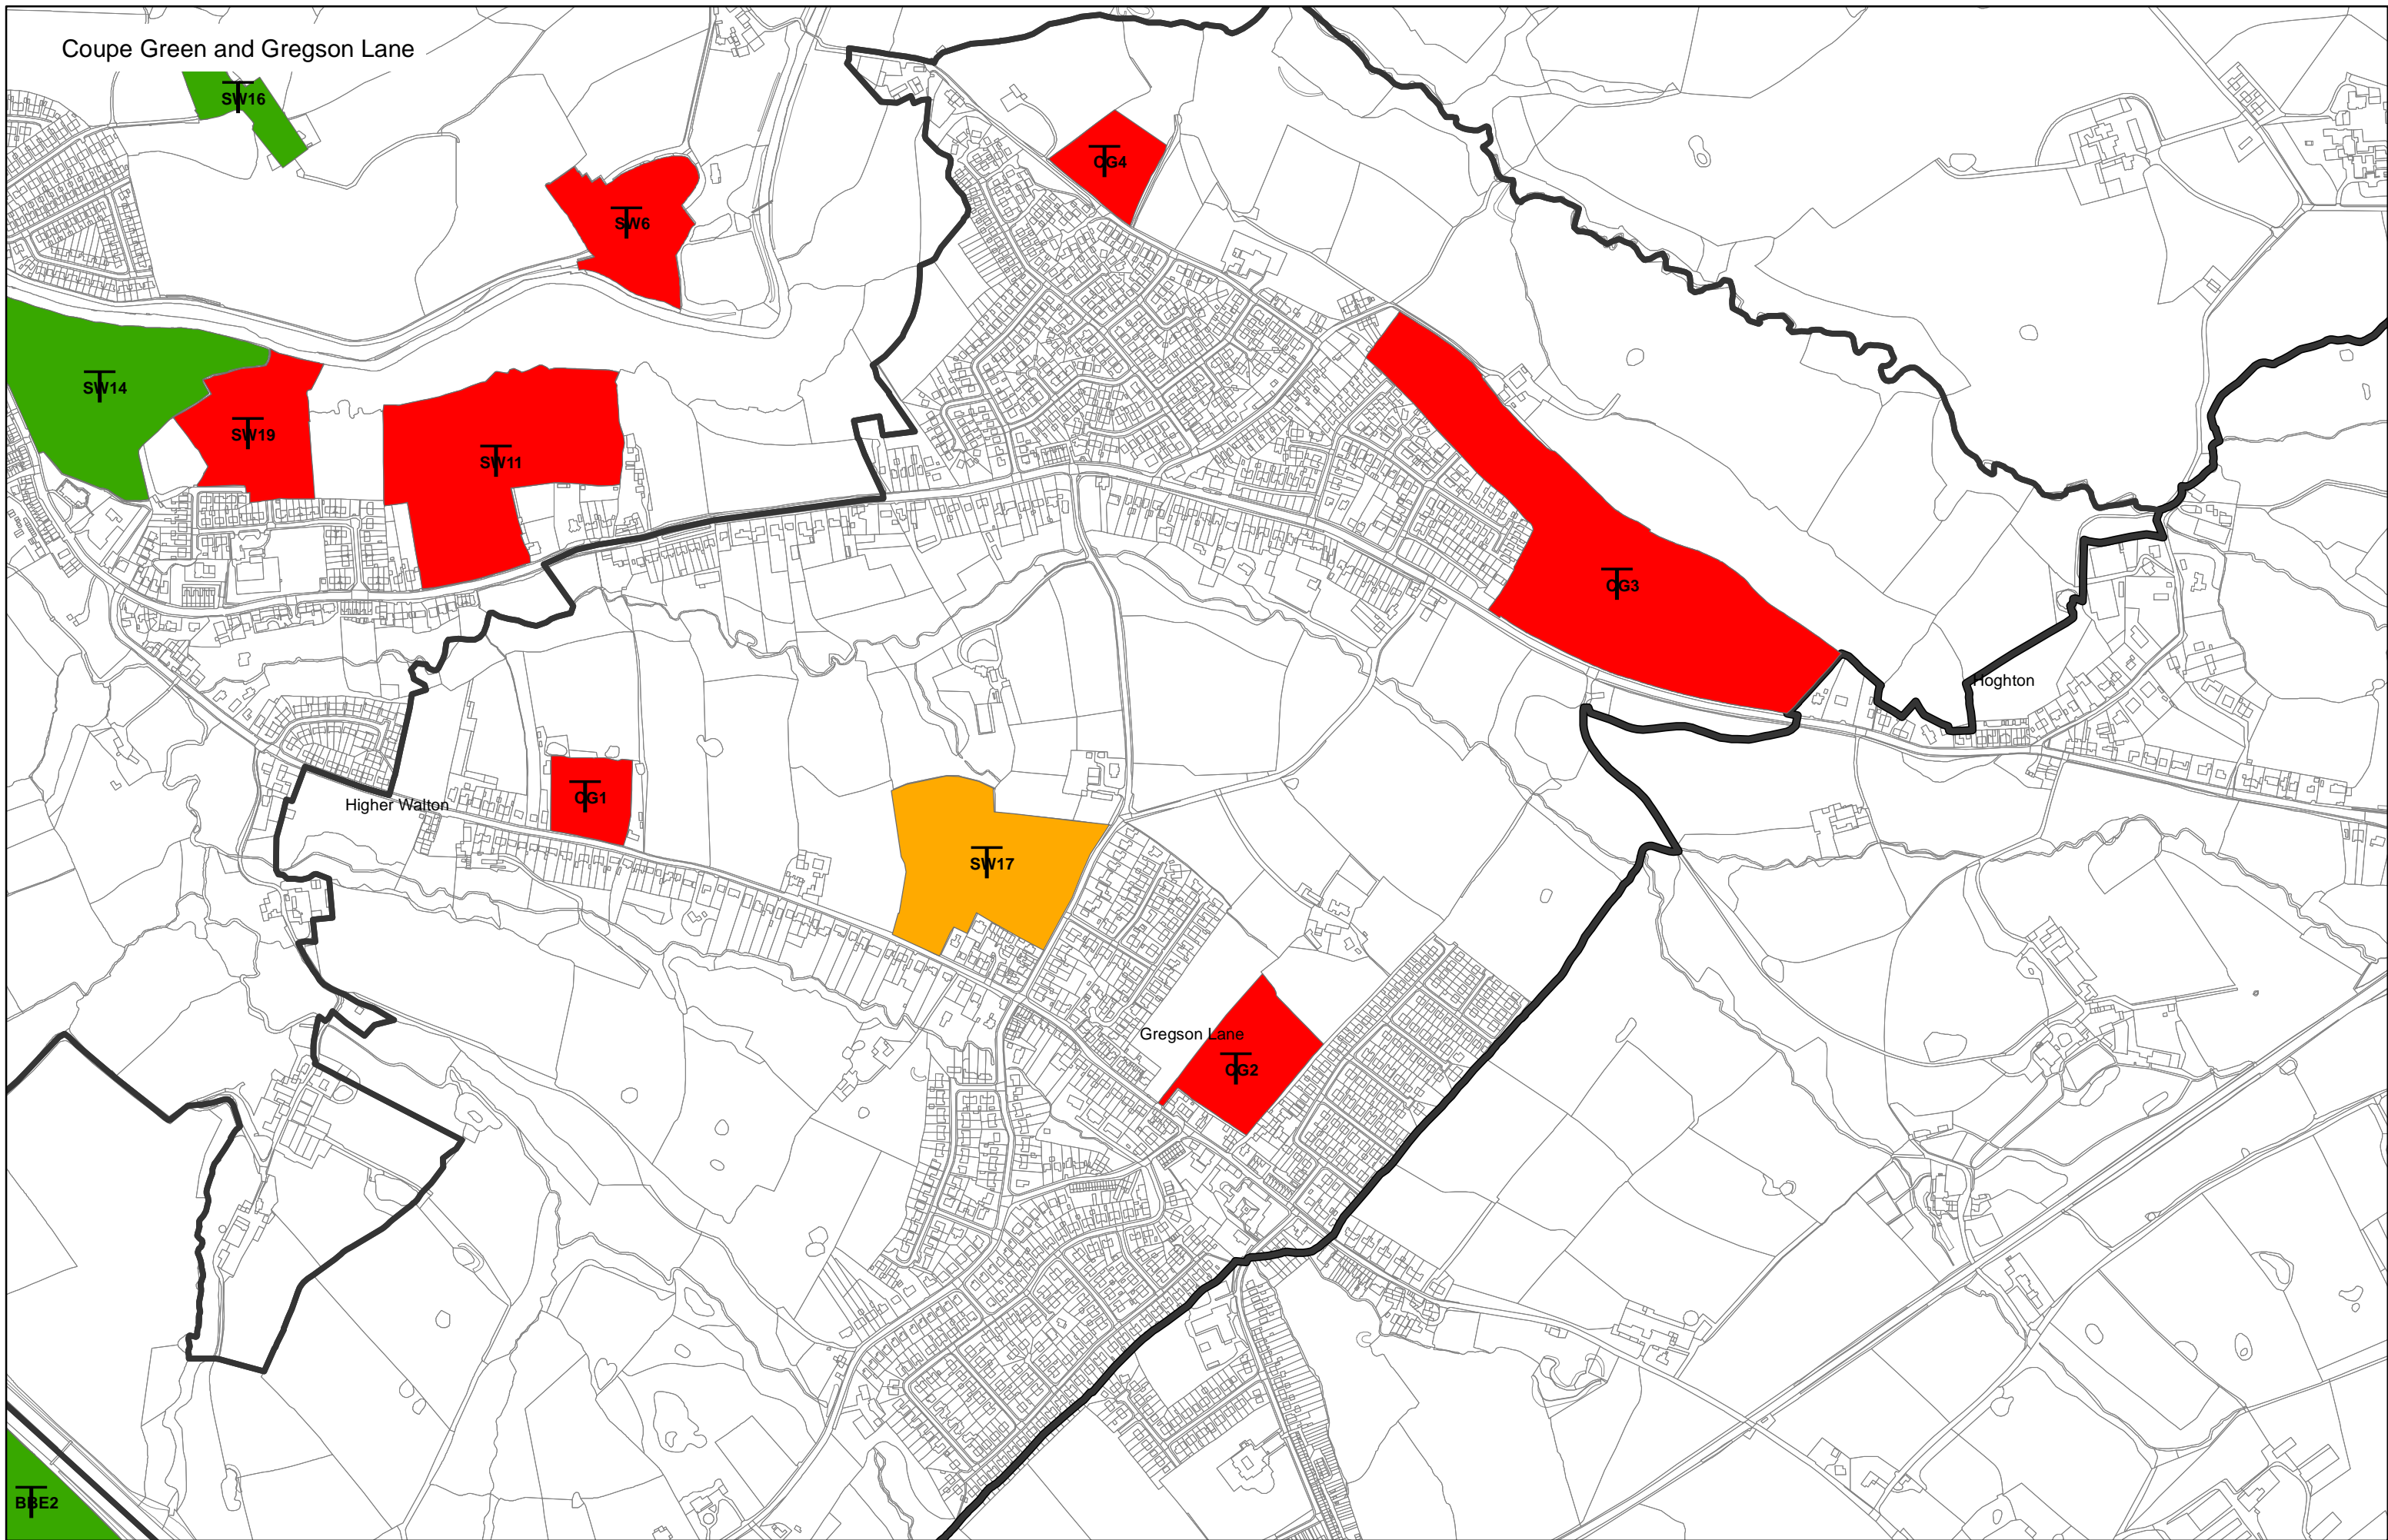 Coupe Green and Gregson Lane
SW16
CG4
SW6
SW14
SW19
SW11
CG3
Hoghton
CG1
Higher Walton
SW17
Gregson Lane
CG2
BBE2